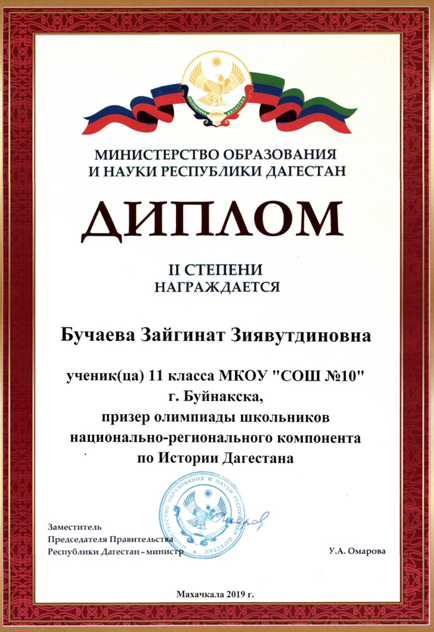 МИНИСТЕРСТВО ОБРАЗОВАНИЯ
И НАУКИ РЕСПУБЛИКИ ДАГЕСТАН
ДИПЛОМ
II СТЕПЕНИ
НАГРАЖДАЕТСЯ
Бучаева Зайгинат Зиявутдиновна
ученик(ца) 11 класса МКОУ "СОШ №10"
г. Буйнакска,
призер олимпиады школьников
национально-регионального компонента
по Истории Дагестана
Заместитель
Председателя Правительства
Республики Дагестан – министр
У.А. Омарова
Махачкала 2019 г.